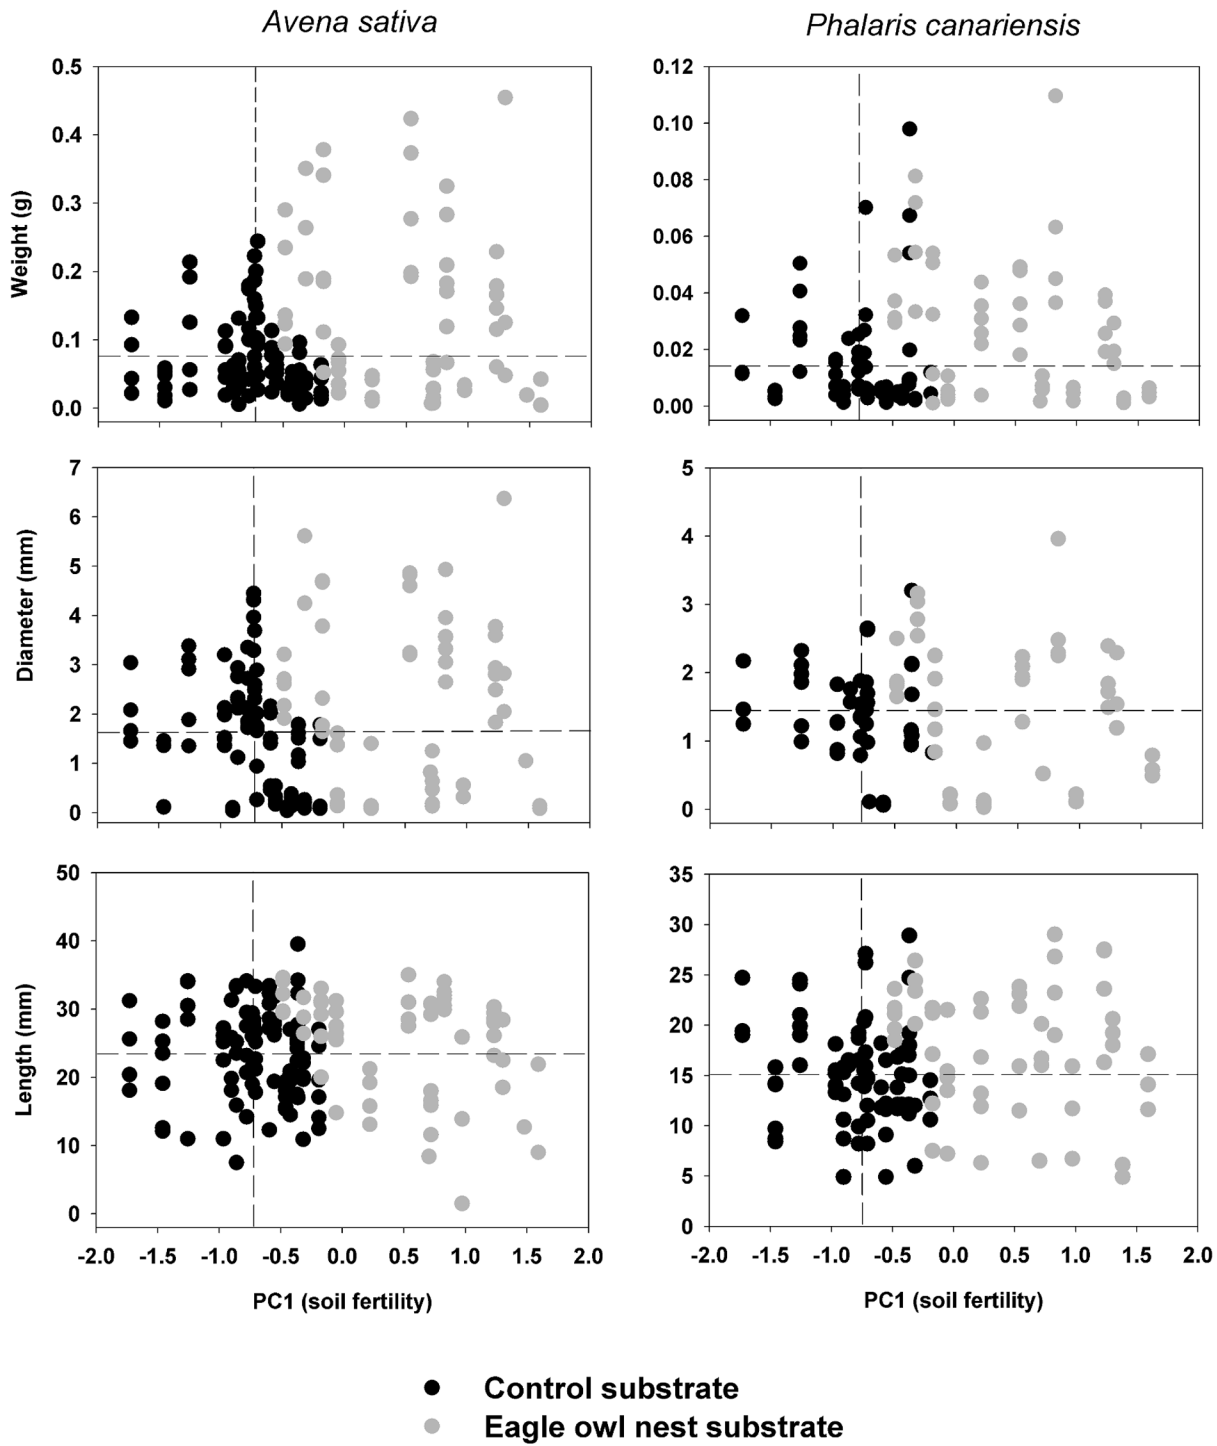 Avena sativa
Phalaris canariensis
0.5
0.4
0.3
0.2
0.1
0.0
Weight (g)
0.12
0.10
0.08
0.06
0.04
0.02
0.00
Weight (g)
7
6
5
4
3
2
1
0
Diameter (mm)
5
4
3
2
1
0
Diameter (mm)
50
40
30
20
10
0
Length (mm)
-2.0 -1.5 -1.0 -0.5 0.0 0.5 1.0 1.5 2.0
PC1 (soil fertility)
35
30
25
20
15
10
5
0
Length (mm)
-2.0 -1.5 -1.0 -0.5 0.0 0.5 1.0 1.5 2.0
PC1 (soil fertility)
Control substrate
Eagle owl nest substrate